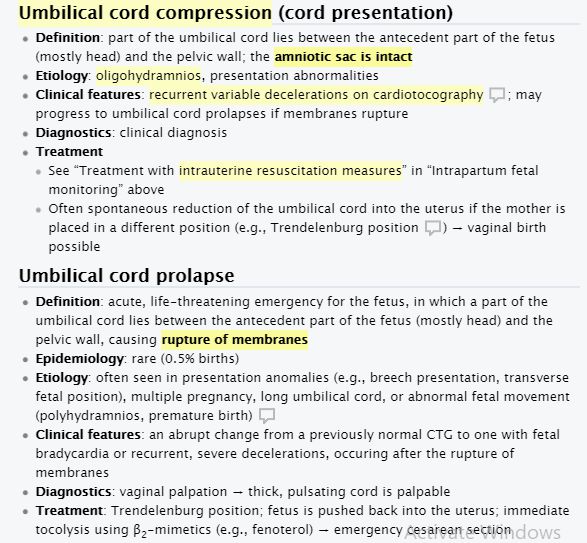 Umbilical cord compression (cord presentation)
Definition: part of the umbilical cord lies between the antecedent part of the fetus
(mostly head) and the pelvic wall; the amniotic sac is intact
Etiology: oligohydramnios, presentation abnormalities
Clinical features: recurrent variable decelerations on cardiotocography ; may
progress to umbilical cord prolapses if membranes rupture
Diagnostics: clinical diagnosis
Treatment
See “Treatment with intrauterine resuscitation measures” in “Intrapartum fetal
monitoring” above
Often spontaneous reduction of the umbilical cord into the uterus if the mother is
placed in a different position (e.g., Trendelenburg position ) → vaginal birth
possible
Umbilical cord prolapse
Definition: acute, life-threatening emergency for the fetus, in which a part of the
umbilical cord lies between the antecedent part of the fetus (mostly head) and the
pelvic wall, causing rupture of membranes
Epidemiology: rare (0.5% births)
Etiology: often seen in presentation anomalies (e.g., breech presentation, transverse
fetal position), multiple pregnancy, long umbilical cord, or abnormal fetal movement
(polyhydramnios, premature birth)
Clinical features: an abrupt change from a previously normal CTG to one with fetal
bradycardia or recurrent, severe decelerations, occuring after the rupture of
membranes
Diagnostics: vaginal palpation → thick, pulsating cord is palpable
Treatment: Trendelenburg position; fetus is pushed back into the uterus; immediate
tocolysis using β₂-mimetics (e.g., fenoterol) → emergency cesarean section
Activate Windows